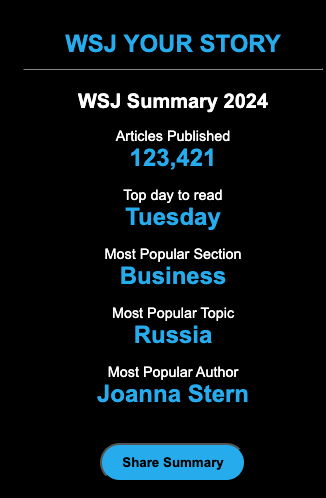 WSJ YOUR STORY
WSJ Summary 2024
Articles Published
123,421
Top day to read
Tuesday
Most Popular Section
Business
Most Popular Topic
Russia
Most Popular Author
Joanna Stern
Share Summary